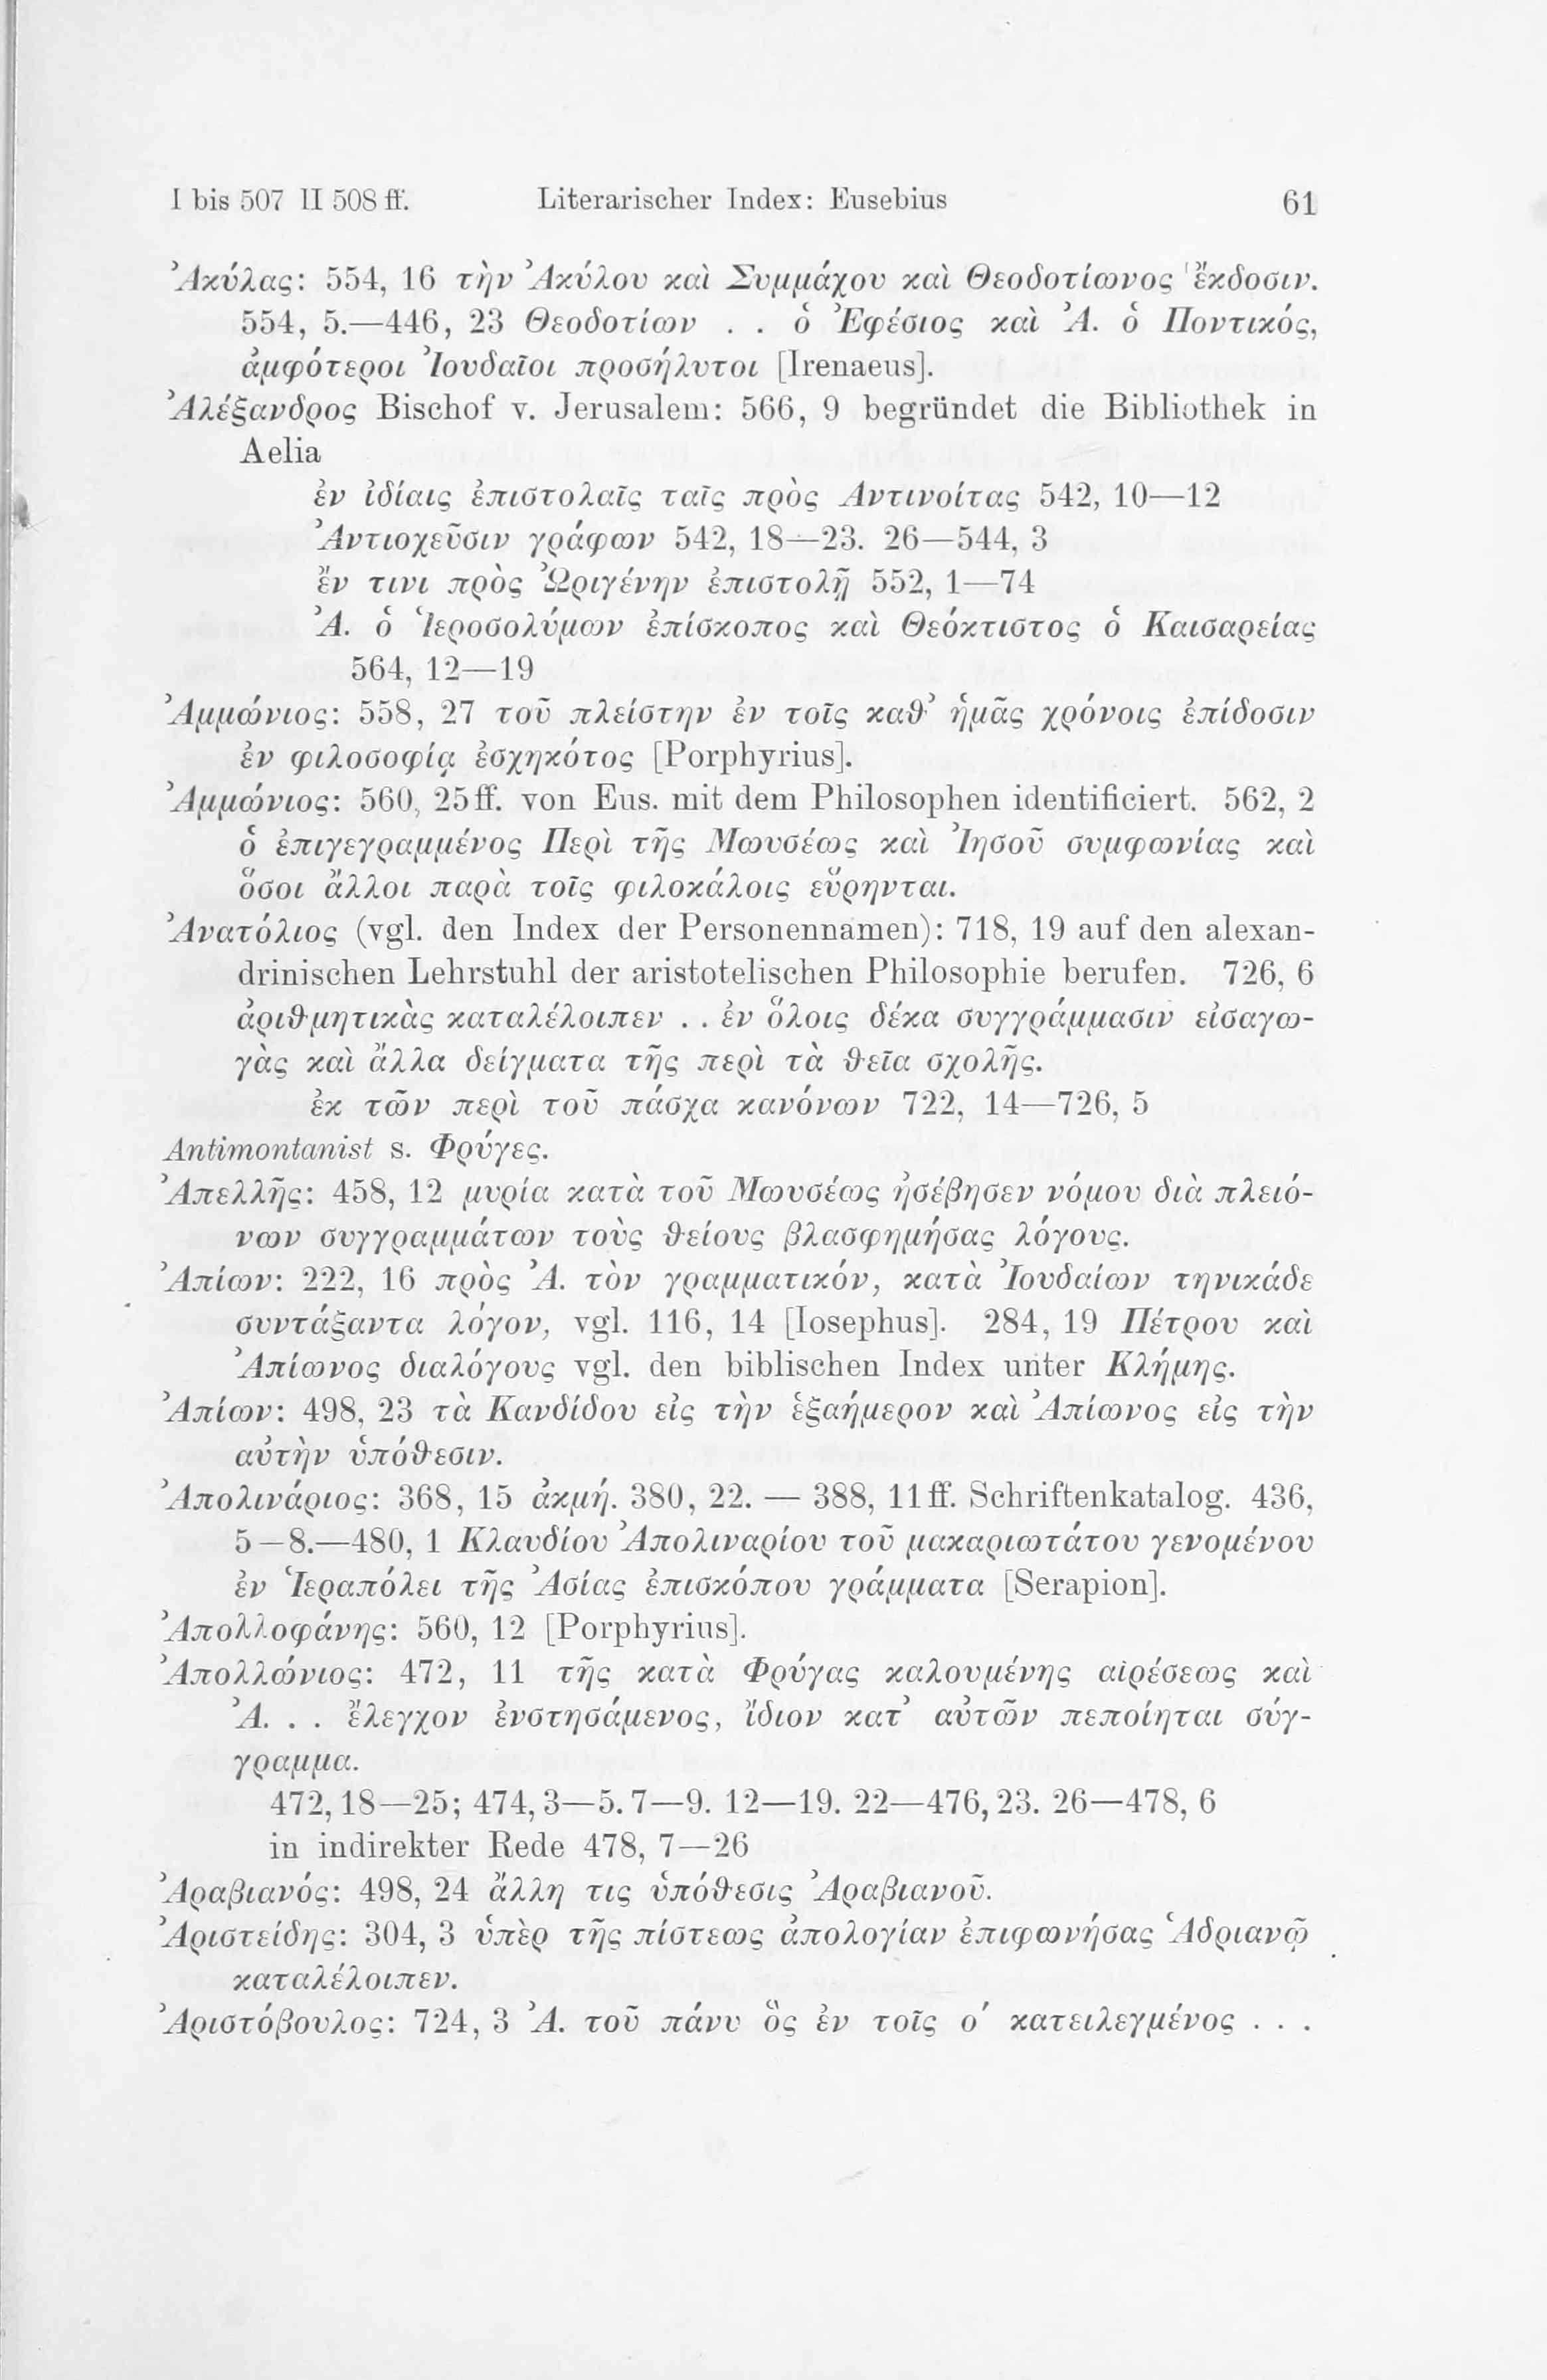 I bis 507 II 508 ff. Literarischer Index: Eusebius 61
Ἀκύλας: 554, 16 τὴν Ἀκύλου καὶ Συμμάχου καὶ Θεοδοτίωνος ἔκδοσιν.
554, 5.—446, 23 Θεοδοτίων . . ὁ Ἐφέσιος καὶ Ἀ. ὁ Ποντικός,
ἀμφότεροι Ἰουδαῖοι προσήλυτοι [Irenaeus].
Ἀλέξανδρος Bischof v. Jerusalem: 566, 9 begründet die Bibliothek in
Aelia
ἐν ἰδίαις ἐπιστολαῖς ταῖς πρὸς Αντινοίτας 542, 10—12
Ἀντιοχεῦσιν γράφων 542, 18—23. 26—544, 3
ἔν τινι πρὸς Ὠριγένην ἐπιστολῇ 552, 1—74
Ἀ. ὁ Ἱεροσολύμων ἐπίσκοπος καὶ Θεόκτιστος ὁ Καισαρείας
564, 12—19
Ἀμμώνιος: 558, 27 τοῦ πλείστην ἐν τοῖς καθ’ ἡμᾶς χρόνοις ἐπίδοσιν
ἐν φιλοσοφίᾳ ἐσχηκότος [Porphyrius].
Ἀμμώνιος: 560, 25 ff. von Eus. mit dem Philosophen identificiert. 562, 2
ὁ ἐπιγεγραμμένος Περὶ τῆς Μωυσέως καὶ Ἰησοῦ συμφωνίας καὶ
ὅσοι ἄλλοι παρὰ τοῖς φιλοκάλοις εὕρηνται.
Ἀνατόλιος (vgl. den Index der Personennamen): 718, 19 auf den alexan-
drinischen Lehrstuhl der aristotelischen Philosophie berufen. 726, 6
ἀριθμητικὰς καταλέλοιπεν . . ἐν ὅλοις δέκα συγγράμμασιν εἰσαγω-
γὰς καὶ ἄλλα δείγματα τῆς περὶ τὰ θεῖα σχολῆς.
ἐκ τῶν περὶ τοῦ πάσχα κανόνων 722, 14—726, 5
Antimontanist s. Φρύγες.
Ἀπελλῆς: 458, 12 μυρία κατὰ τοῦ Μωυσέως ἠσέβησεν νόμου διὰ πλειό-
νων συγγραμμάτων τοὺς θείους βλασφημήσας λόγους.
Ἀπίων: 222, 16 πρὸς Ἀ. τὸν γραμματικόν, κατὰ Ἰουδαίων τηνικάδε
συντάξαντα λόγον, vgl. 116, 14 [Iosephus]. 284, 19 Πέτρου καὶ
Ἀπίωνος διαλόγους vgl. den biblischen Index unter Κλήμης.
Ἀπίων: 498, 23 τὰ Κανδίδου εἰς τὴν ἑξαήμερον καὶ Ἀπίωνος εἰς τὴν
αὐτὴν ὑπόθεσιν.
Ἀπολινάριος: 368, 15 ἀκμή. 380, 22. — 388, 11 ff. Schriftenkatalog. 436,
5—8.—480, 1 Κλαυδίου Ἀπολιναρίου τοῦ μακαριωτάτου γενομένου
ἐν Ἱεραπόλει τῆς Ἀσίας ἐπισκόπου γράμματα [Serapion].
Ἀπολλοφάνης: 560, 12 [Porphyrius].
Ἀπολλώνιος: 472, 11 τῆς κατὰ Φρύγας καλουμένης αἱρέσεως καὶ
Ἀ. . . ἔλεγχον ἐνστησάμενος, ἴδιον κατ’ αὐτῶν πεποίηται σύγ-
γραμμα.
472, 18—25; 474, 3—5. 7—9. 12—19. 22—476, 23. 26—478, 6
in indirekter Rede 478, 7—26
Ἀραβιανός: 498, 24 ἄλλη τις ὑπόθεσις Ἀραβιανοῦ.
Ἀριστείδης: 304, 3 ὑπὲρ τῆς πίστεως ἀπολογίαν ἐπιφωνήσας Ἁδριανῷ
καταλέλοιπεν.
Ἀριστόβουλος: 724, 3 Ἀ. τοῦ πάνυ ὃς ἐν τοῖς ο΄ κατειλεγμένος . . .